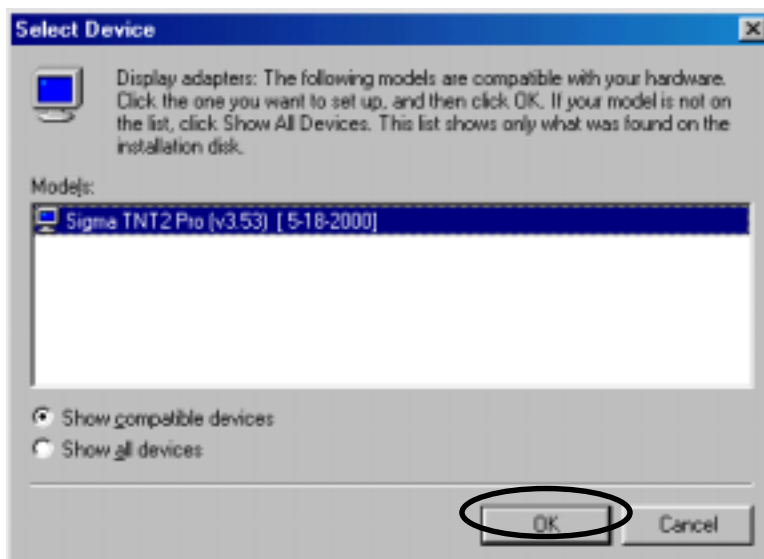 Select Device
Display adapters: The following models are compatible with your hardware.
Click the one you want to set up, and then click OK. If your model is not on
the list, click Show All Devices. This list shows only what was found on the
installation disk.
Models:
Sigma TNT2 Pro (v3.53) [ 5-18-2000]
Show compatible devices
Show all devices
OK
Cancel